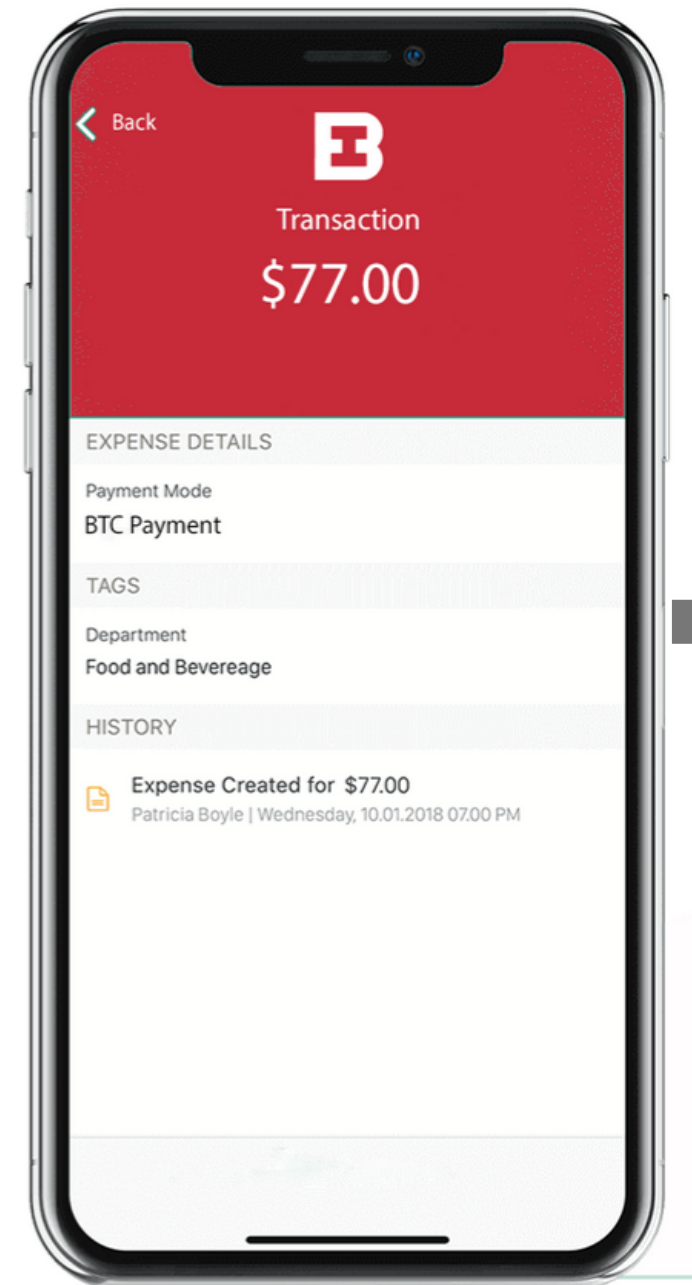 Back
B
Transaction
$77.00
EXPENSE DETAILS
Payment Mode
BTC Payment
TAGS
Department
Food and Bevereage
HISTORY
Expense Created for $77.00
Patricia Boyle | Wednesday, 10.01.2018 07.00 PM